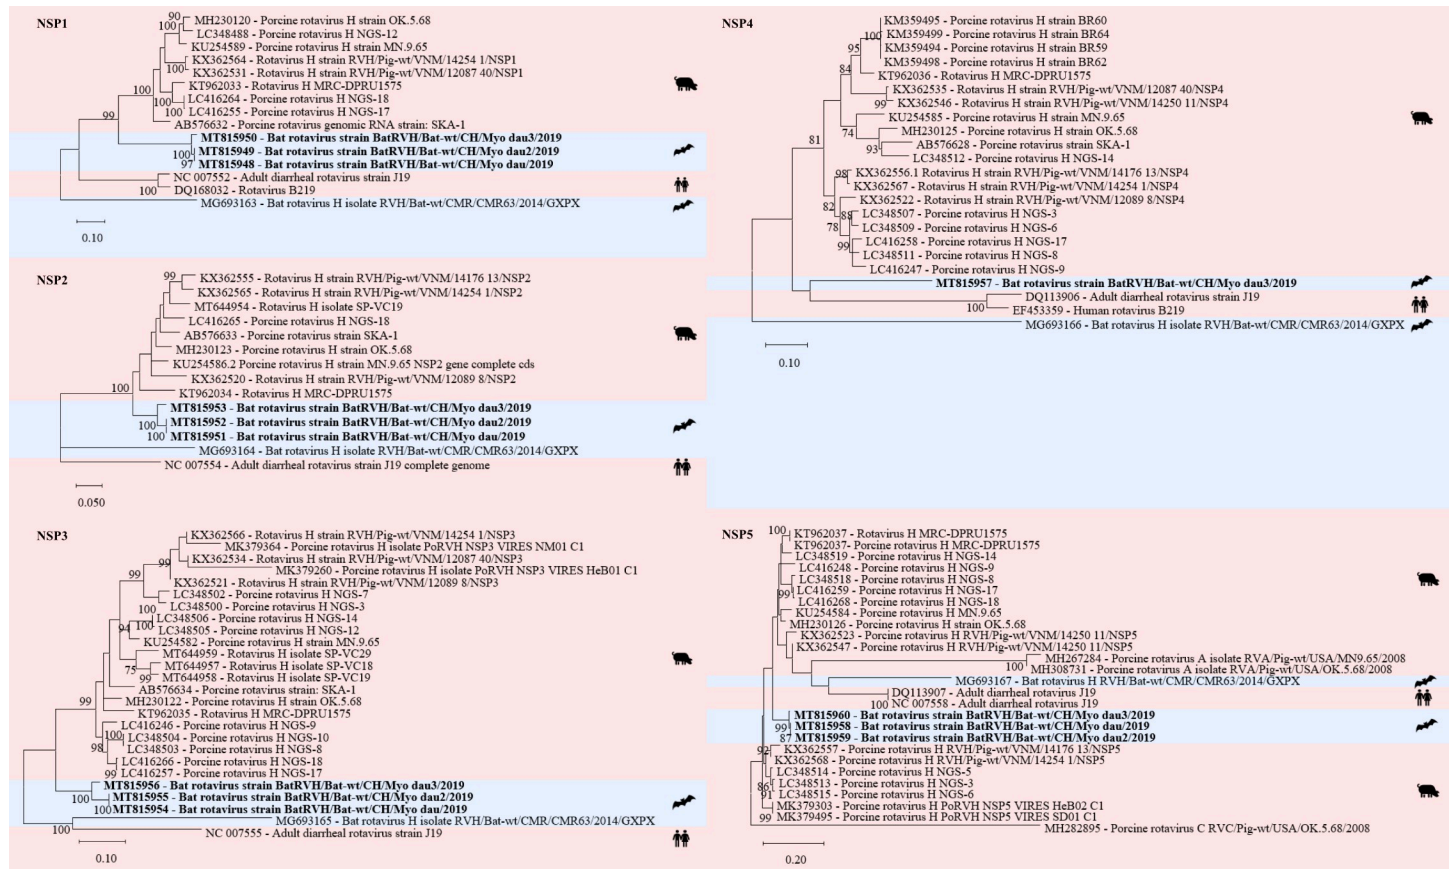 NSP1
90
100
MH230120 - Porcine rotavirus H strain OK.5.68
LC348488 - Porcine rotavirus H NGS-12
KU254589 - Porcine rotavirus H strain MN.9.65
KX362564 - Rotavirus H strain RVH/Pig-wt/VNM/14254 1/NSP1
100
KX362531 - Rotavirus H strain RVH/Pig-wt/VNM/12087 40/NSP1
KT962033 - Rotavirus H MRC-DPRU1575
100
LC416264 - Porcine rotavirus H NGS-18
100
LC416255 - Porcine rotavirus H NGS-17
99
AB576632 - Porcine rotavirus genomic RNA strain: SKA-1
MT815950 - Bat rotavirus strain BatRVH/Bat-wt/CH/Myo dau3/2019
100
MT815949 - Bat rotavirus strain BatRVH/Bat-wt/CH/Myo dau2/2019
97
MT815948 - Bat rotavirus strain BatRVH/Bat-wt/CH/Myo dau/2019
NC 007552 - Adult diarrheal rotavirus strain J19
100
DQ168032 - Rotavirus B219
MG693163 - Bat rotavirus H isolate RVH/Bat-wt/CMR/CMR63/2014/GXPX
0.10
NSP2
99
KX362555 - Rotavirus H strain RVH/Pig-wt/VNM/14176 13/NSP2
KX362565 - Rotavirus H strain RVH/Pig-wt/VNM/14254 1/NSP2
MT644954 - Rotavirus H isolate SP-VC19
LC416265 - Porcine rotavirus H NGS-18
AB576633 - Porcine rotavirus strain SKA-1
MH230123 - Porcine rotavirus H strain OK.5.68
KU254586.2 Porcine rotavirus H strain MN.9.65 NSP2 gene complete cds
KX362520 - Rotavirus H strain RVH/Pig-wt/VNM/12089 8/NSP2
100
KT962034 - Rotavirus H MRC-DPRU1575
MT815953 - Bat rotavirus strain BatRVH/Bat-wt/CH/Myo dau3/2019
100
MT815952 - Bat rotavirus strain BatRVH/Bat-wt/CH/Myo dau2/2019
100
MT815951 - Bat rotavirus strain BatRVH/Bat-wt/CH/Myo dau/2019
MG693164 - Bat rotavirus H isolate RVH/Bat-wt/CMR/CMR63/2014/GXPX
NC 007554 - Adult diarrheal rotavirus strain J19 complete genome
0.050
NSP3
KX362566 - Rotavirus H strain RVH/Pig-wt/VNM/14254 1/NSP3
MK379364 - Porcine rotavirus H isolate PoRVH NSP3 VIRES NM01 C1
99
KX362534 - Rotavirus H strain RVH/Pig-wt/VNM/12087 40/NSP3
MK379260 - Porcine rotavirus H isolate PoRVH NSP3 VIRES HeB01 C1
99
KX362521 - Rotavirus H strain RVH/Pig-wt/VNM/12089 8/NSP3
LC348502 - Porcine rotavirus H NGS-7
100
LC348500 - Porcine rotavirus H NGS-3
LC348506 - Porcine rotavirus H NGS-14
94
100
LC348505 - Porcine rotavirus H NGS-12
KU254582 - Porcine rotavirus H strain MN.9.65
MT644959 - Rotavirus H isolate SP-VC29
75
MT644957 - Rotavirus H isolate SP-VC18
99
MT644958 - Rotavirus H isolate SP-VC19
AB576634 - Porcine rotavirus strain: SKA-1
99
MH230122 - Porcine rotavirus H strain OK.5.68
KT962035 - Rotavirus H MRC-DPRU1575
LC416246 - Porcine rotavirus H NGS-9
100
LC348504 - Porcine rotavirus H NGS-10
98
LC348503 - Porcine rotavirus H NGS-8
LC416266 - Porcine rotavirus H NGS-18
99
LC416257 - Porcine rotavirus H NGS-17
MT815956 - Bat rotavirus strain BatRVH/Bat-wt/CH/Myo dau3/2019
100
MT815955 - Bat rotavirus strain BatRVH/Bat-wt/CH/Myo dau2/2019
100
MT815954 - Bat rotavirus strain BatRVH/Bat-wt/CH/Myo dau/2019
MG693165 - Bat rotavirus H isolate RVH/Bat-wt/CMR/CMR63/2014/GXPX
100
NC 007555 - Adult diarrheal rotavirus strain J19
0.10
NSP4
KM359495 - Porcine rotavirus H strain BR60
100
KM359499 - Porcine rotavirus H strain BR64
95
KM359494 - Porcine rotavirus H strain BR59
KM359498 - Porcine rotavirus H strain BR62
84
KT962036 - Rotavirus H MRC-DPRU1575
KX362535 - Rotavirus H strain RVH/Pig-wt/VNM/12087 40/NSP4
99
KX362546 - Rotavirus H strain RVH/Pig-wt/VNM/14250 11/NSP4
KU254585 - Porcine rotavirus H strain MN.9.65
74
MH230125 - Porcine rotavirus H strain OK.5.68
81
AB576628 - Porcine rotavirus strain SKA-1
93
LC348512 - Porcine rotavirus H NGS-14
98
KX362556.1 Rotavirus H strain RVH/Pig-wt/VNM/14176 13/NSP4
KX362567 - Rotavirus H strain RVH/Pig-wt/VNM/14254 1/NSP4
82
KX362522 - Rotavirus H strain RVH/Pig-wt/VNM/12089 8/NSP4
88
LC348507 - Porcine rotavirus H NGS-3
78
LC348509 - Porcine rotavirus H NGS-6
99
LC416258 - Porcine rotavirus H NGS-17
LC348511 - Porcine rotavirus H NGS-8
LC416247 - Porcine rotavirus H NGS-9
MT815957 - Bat rotavirus strain BatRVH/Bat-wt/CH/Myo dau3/2019
DQ113906 - Adult diarrheal rotavirus strain J19
100
EF453359 - Human rotavirus B219
MG693166 - Bat rotavirus H isolate RVH/Bat-wt/CMR/CMR63/2014/GXPX
0.10
NSP5
100
KT962037 - Rotavirus H MRC-DPRU1575
KT962037- Porcine rotavirus H MRC-DPRU1575
LC348519 - Porcine rotavirus H NGS-14
LC416248 - Porcine rotavirus H NGS-9
LC348518 - Porcine rotavirus H NGS-8
99
LC416259 - Porcine rotavirus H NGS-17
LC416268 - Porcine rotavirus H NGS-18
KU254584 - Porcine rotavirus H MN.9.65
MH230126 - Porcine rotavirus H strain OK.5.68
KX362523 - Porcine rotavirus H RVH/Pig-wt/VNM/14250 11/NSP5
KX362547 - Porcine rotavirus H RVH/Pig-wt/VNM/14250 11/NSP5
MH267284 - Porcine rotavirus A isolate RVA/Pig-wt/USA/MN9.65/2008
100
MH308731 - Porcine rotavirus A isolate RVA/Pig-wt/USA/OK.5.68/2008
MG693167 - Bat rotavirus H RVH/Bat-wt/CMR/CMR63/2014/GXPX
DQ113907 - Adult diarrheal rotavirus J19
100
NC 007558 - Adult diarrheal rotavirus J19
MT815960 - Bat rotavirus strain BatRVH/Bat-wt/CH/Myo dau3/2019
99
MT815958 - Bat rotavirus strain BatRVH/Bat-wt/CH/Myo dau/2019
87
MT815959 - Bat rotavirus strain BatRVH/Bat-wt/CH/Myo dau2/2019
92
KX362557 - Porcine rotavirus H RVH/Pig-wt/VNM/14176 13/NSP5
KX362568 - Porcine rotavirus H RVH/Pig-wt/VNM/14254 1/NSP5
LC348514 - Porcine rotavirus H NGS-5
86
LC348513 - Porcine rotavirus H NGS-3
91
LC348515 - Porcine rotavirus H NGS-6
MK379303 - Porcine rotavirus H PoRVH NSP5 VIRES HeB02 C1
99
MK379495 - Porcine rotavirus H PoRVH NSP5 VIRES SD01 C1
MH282895 - Porcine rotavirus C RVC/Pig-wt/USA/OK.5.68/2008
0.20